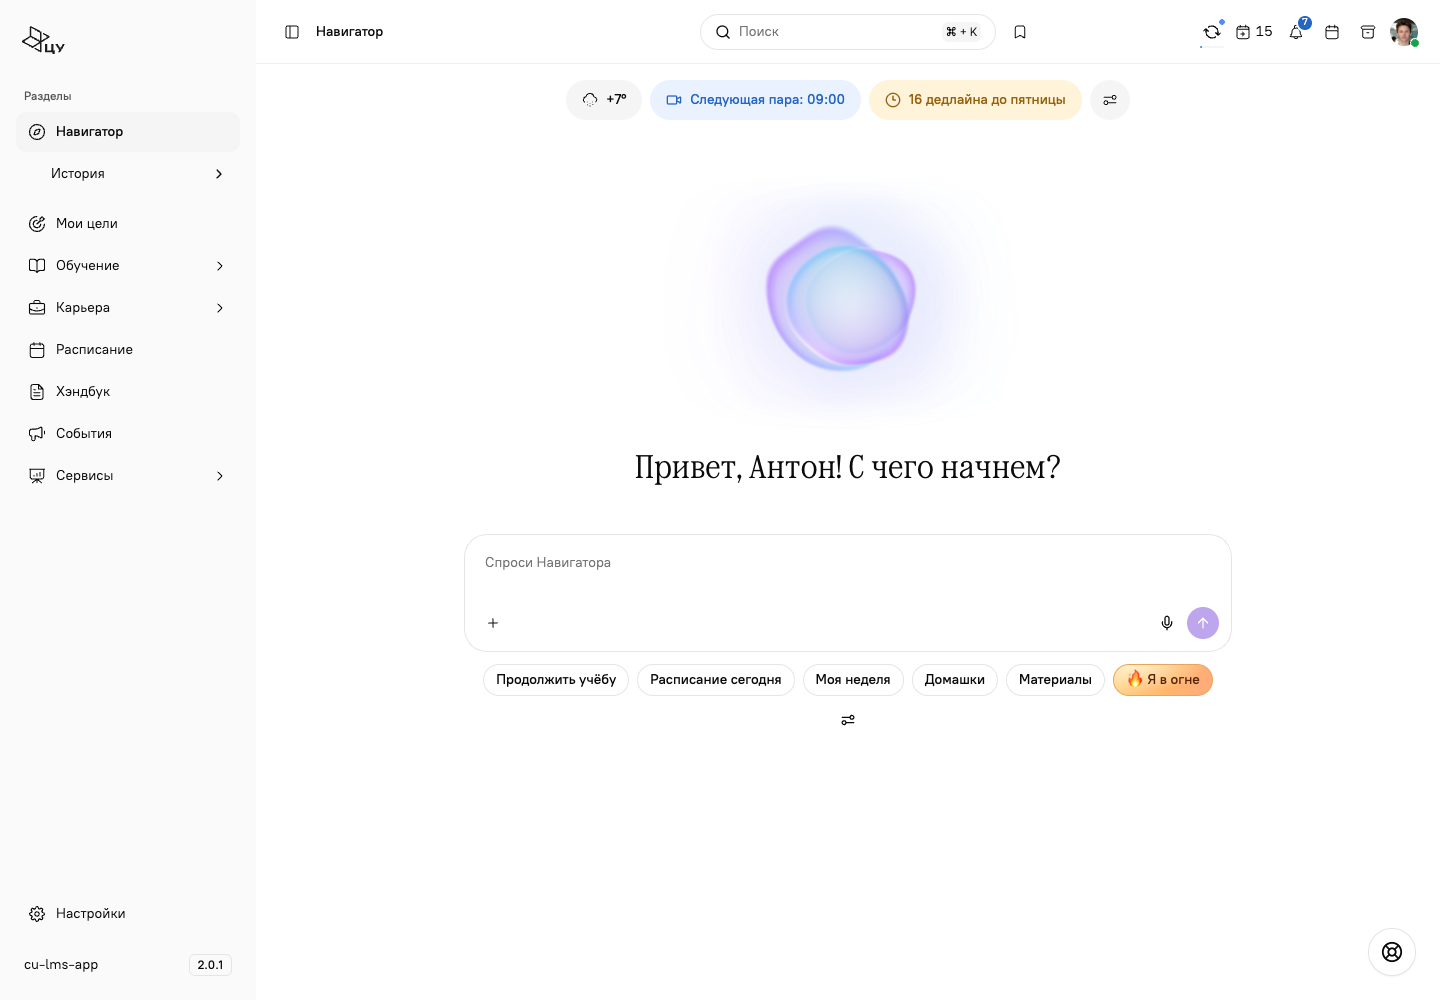 ЦУ
Навигатор
Поиск
⌘ + K
15
7
Разделы
Навигатор
История
Мои цели
Обучение
Карьера
Расписание
Хэндбук
События
Сервисы
Настройки
cu-lms-app
2.0.1
+7°
Следующая пара: 09:00
16 дедлайна до пятницы
Привет, Антон! С чего начнем?
Спроси Навигатора
Продолжить учёбу
Расписание сегодня
Моя неделя
Домашки
Материалы
🔥 Я в огне